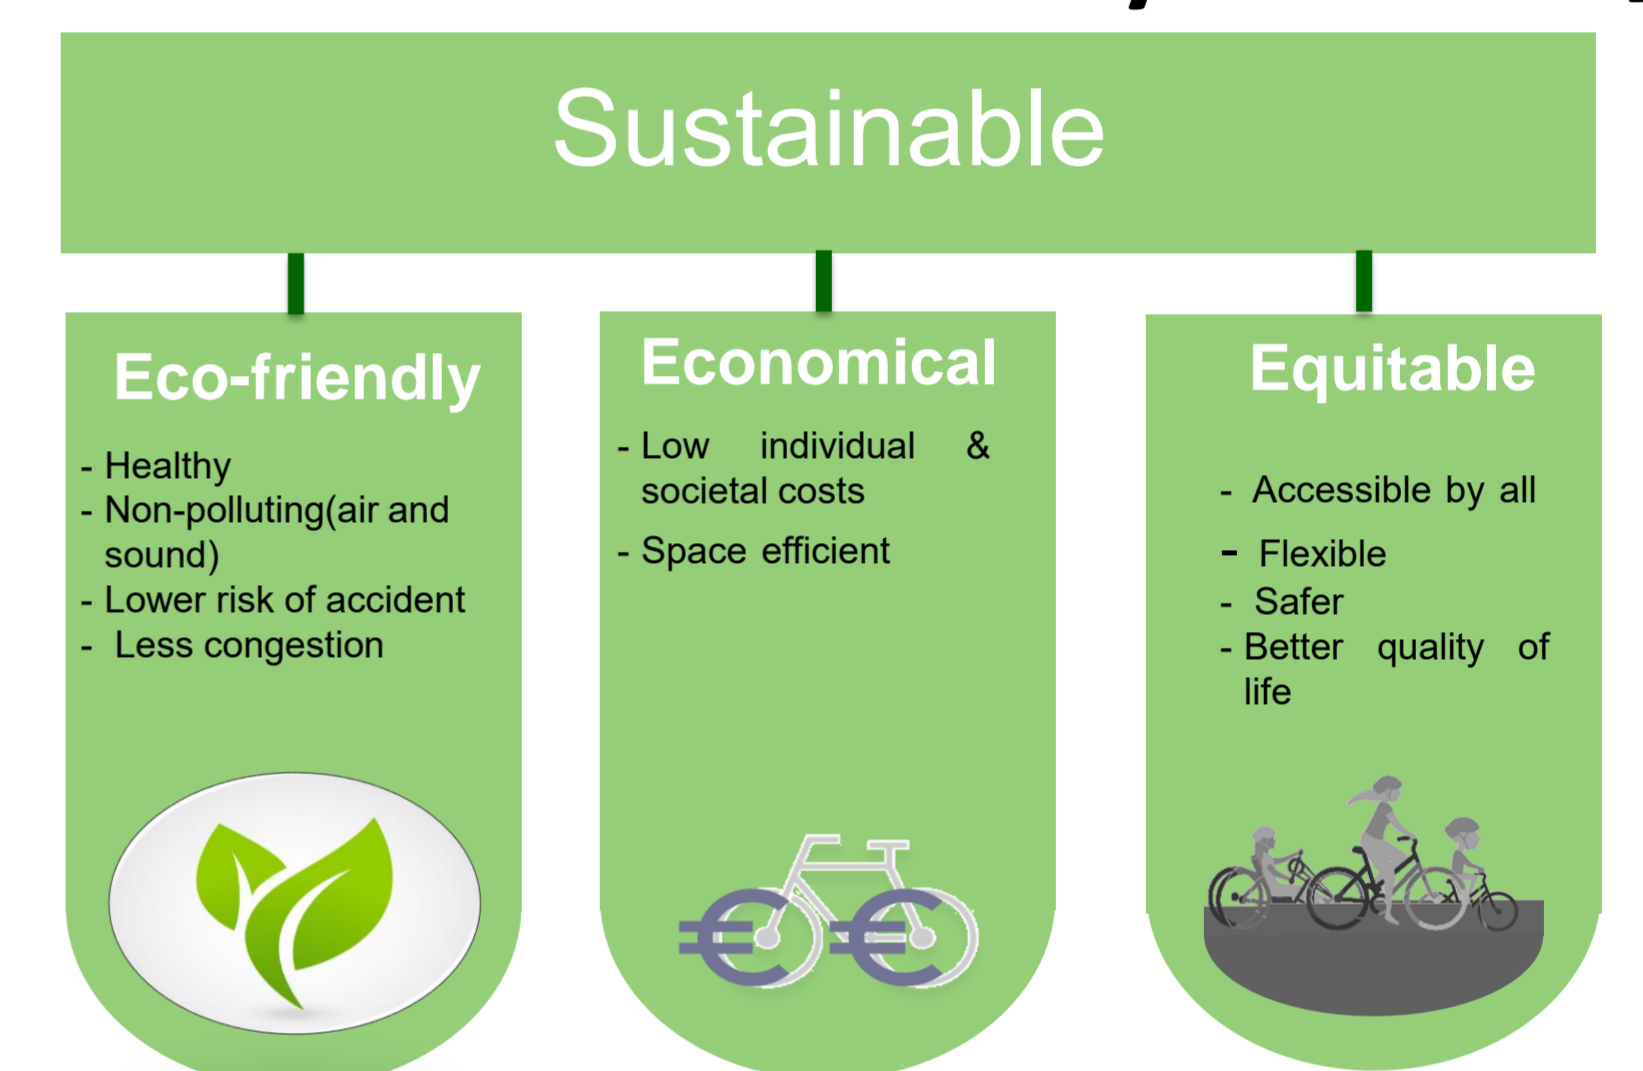 Sustainable
Eco-friendly
- Healthy
- Non-polluting(air and
sound)
- Lower risk of accident
- Less congestion
Economical
- Low individual &
societal costs
- Space efficient
Equitable
- Accessible by all
- Flexible
- Safer
- Better quality of
life